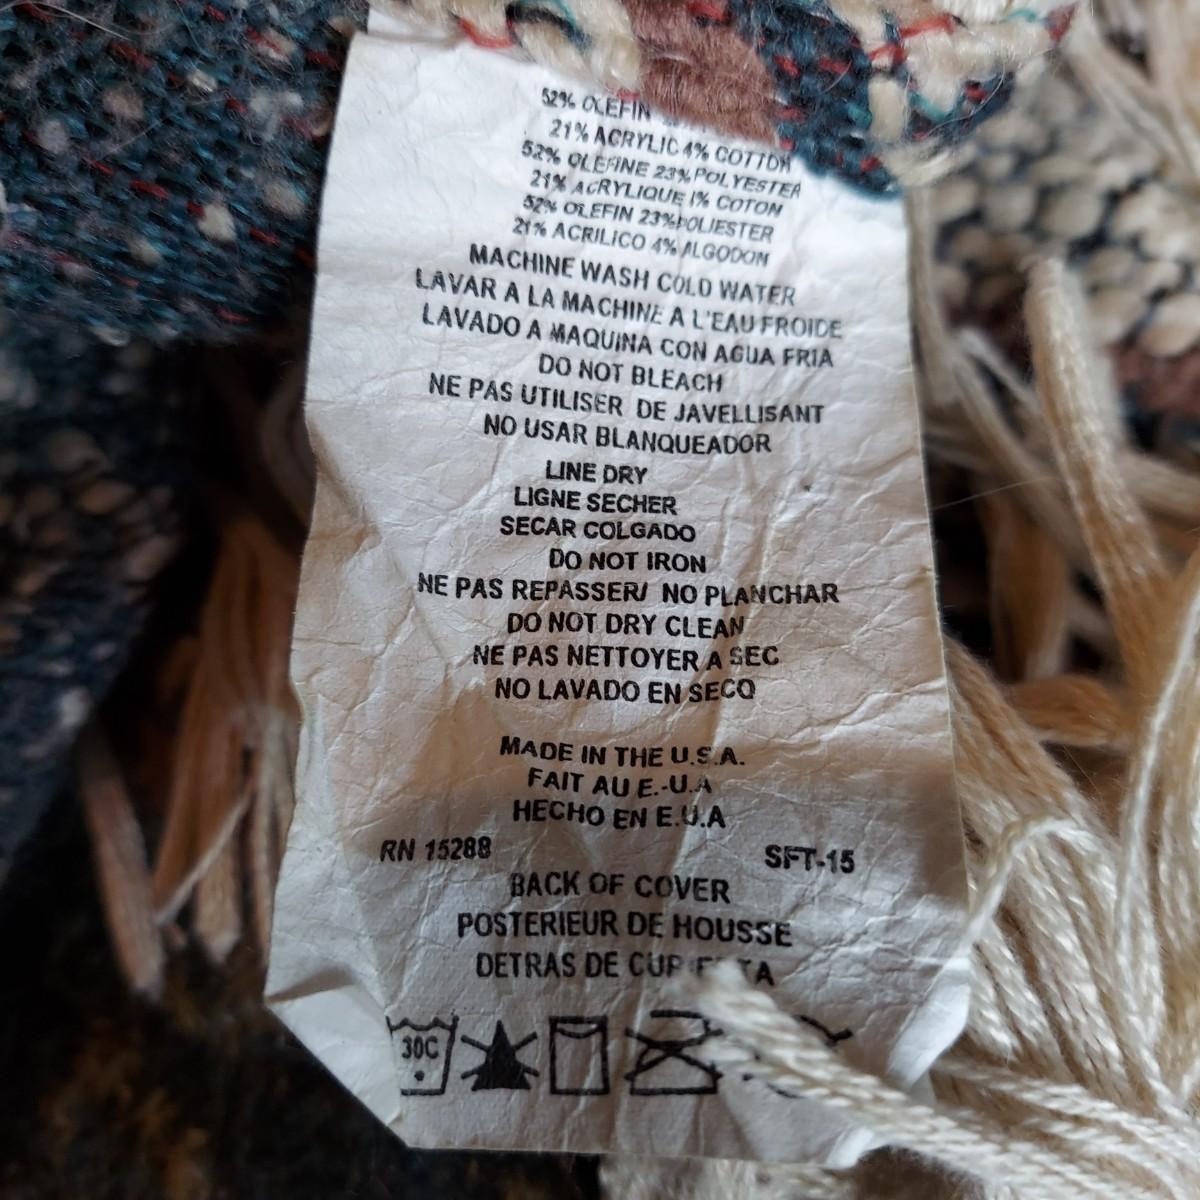 52% OLEFIN
21% ACRYLIC 4% COTTON
52% OLEFINE 23% POLYESTER
21% ACRYLIQUE 1% COTON
52% OLEFIN 23% POLIESTER
21% ACRILICO 4% ALGODON
MACHINE WASH COLD WATER
LAVAR A LA MACHINE A L'EAU FROIDE
LAVADO A MAQUINA CON AGUA FRIA
DO NOT BLEACH
NE PAS UTILISER DE JAVELLISANT
NO USAR BLANQUEADOR
LINE DRY
LIGNE SECHER
SECAR COLGADO
DO NOT IRON
NE PAS REPASSER/ NO PLANCHAR
DO NOT DRY CLEAN
NE PAS NETTOYER A SEC
NO LAVADO EN SECO
MADE IN THE U.S.A.
FAIT AU E.-U.A
HECHO EN E.U.A
RN 15288 SFT-15
BACK OF COVER
POSTERIEUR DE HOUSSE
DETRAS DE
30C